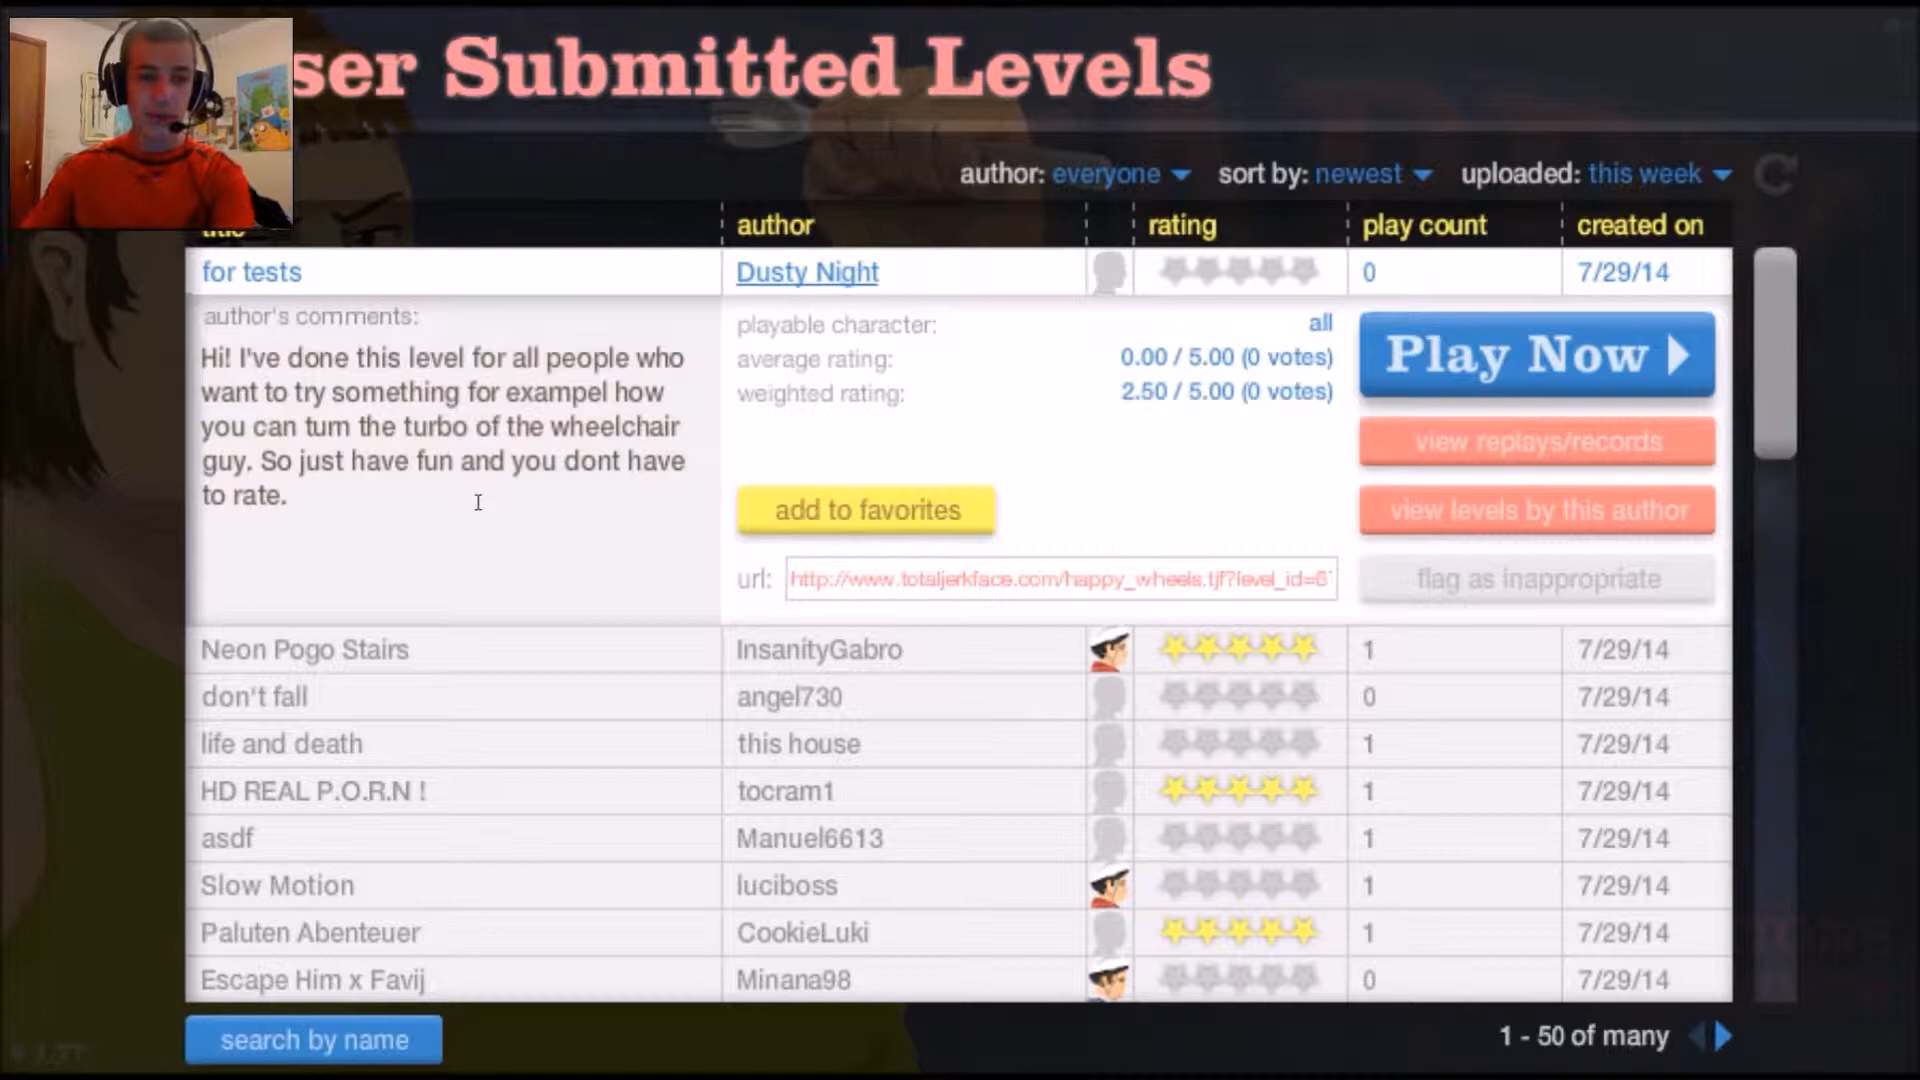 ser Submitted Levels
author: everyone sort by: newest uploaded: this week
title author rating play count created on
for tests Dusty Night 0 7/29/14
author's comments:
Hi! I've done this level for all people who
want to try something for exampel how
you can turn the turbo of the wheelchair
guy. So just have fun and you dont have
to rate.
playable character: all
average rating: 0.00 / 5.00 (0 votes)
weighted rating: 2.50 / 5.00 (0 votes)
add to favorites
url: http://www.totaljerkface.com/happy_wheels.tjf?level_id=6
Play Now
view replays/records
view levels by this author
flag as inappropriate
Neon Pogo Stairs InsanityGabro 1 7/29/14
don't fall angel730 0 7/29/14
life and death this house 1 7/29/14
HD REAL P.O.R.N ! tocram1 1 7/29/14
asdf Manuel6613 1 7/29/14
Slow Motion luciboss 1 7/29/14
Paluten Abenteuer CookieLuki 1 7/29/14
Escape Him x Favij Minana98 0 7/29/14
search by name
1 - 50 of many